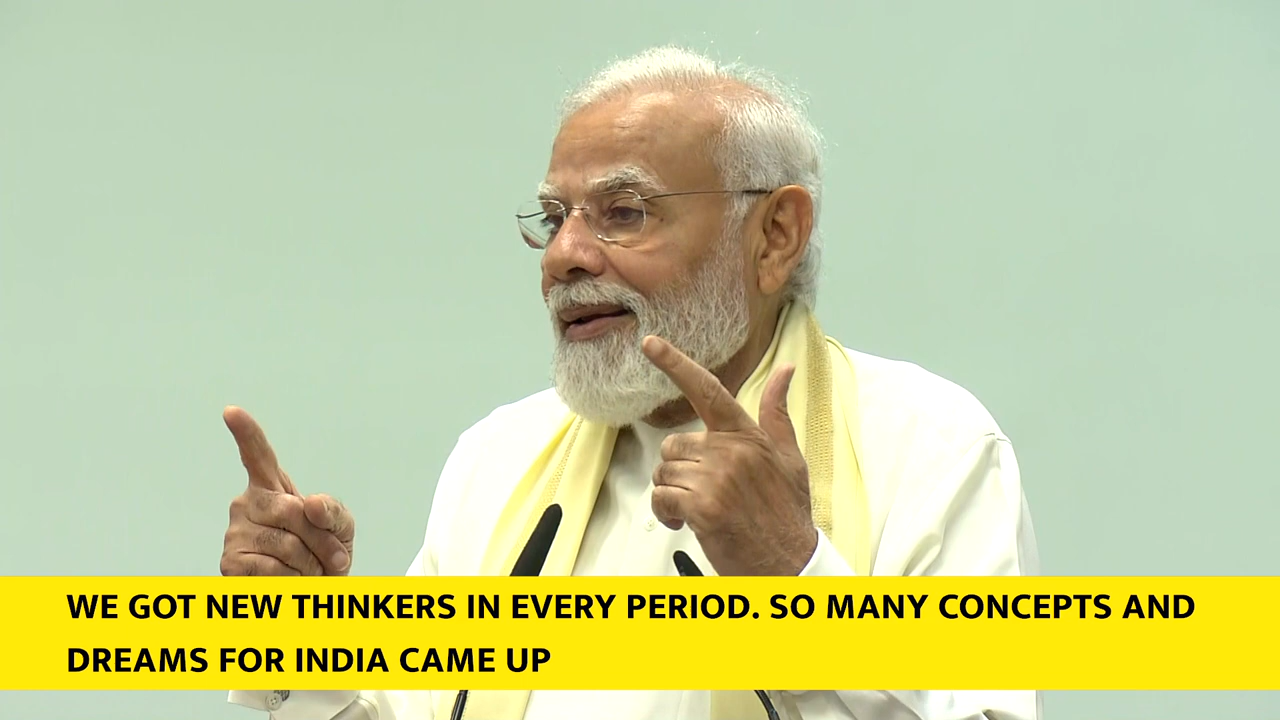 WE GOT NEW THINKERS IN EVERY PERIOD. SO MANY CONCEPTS AND
DREAMS FOR INDIA CAME UP